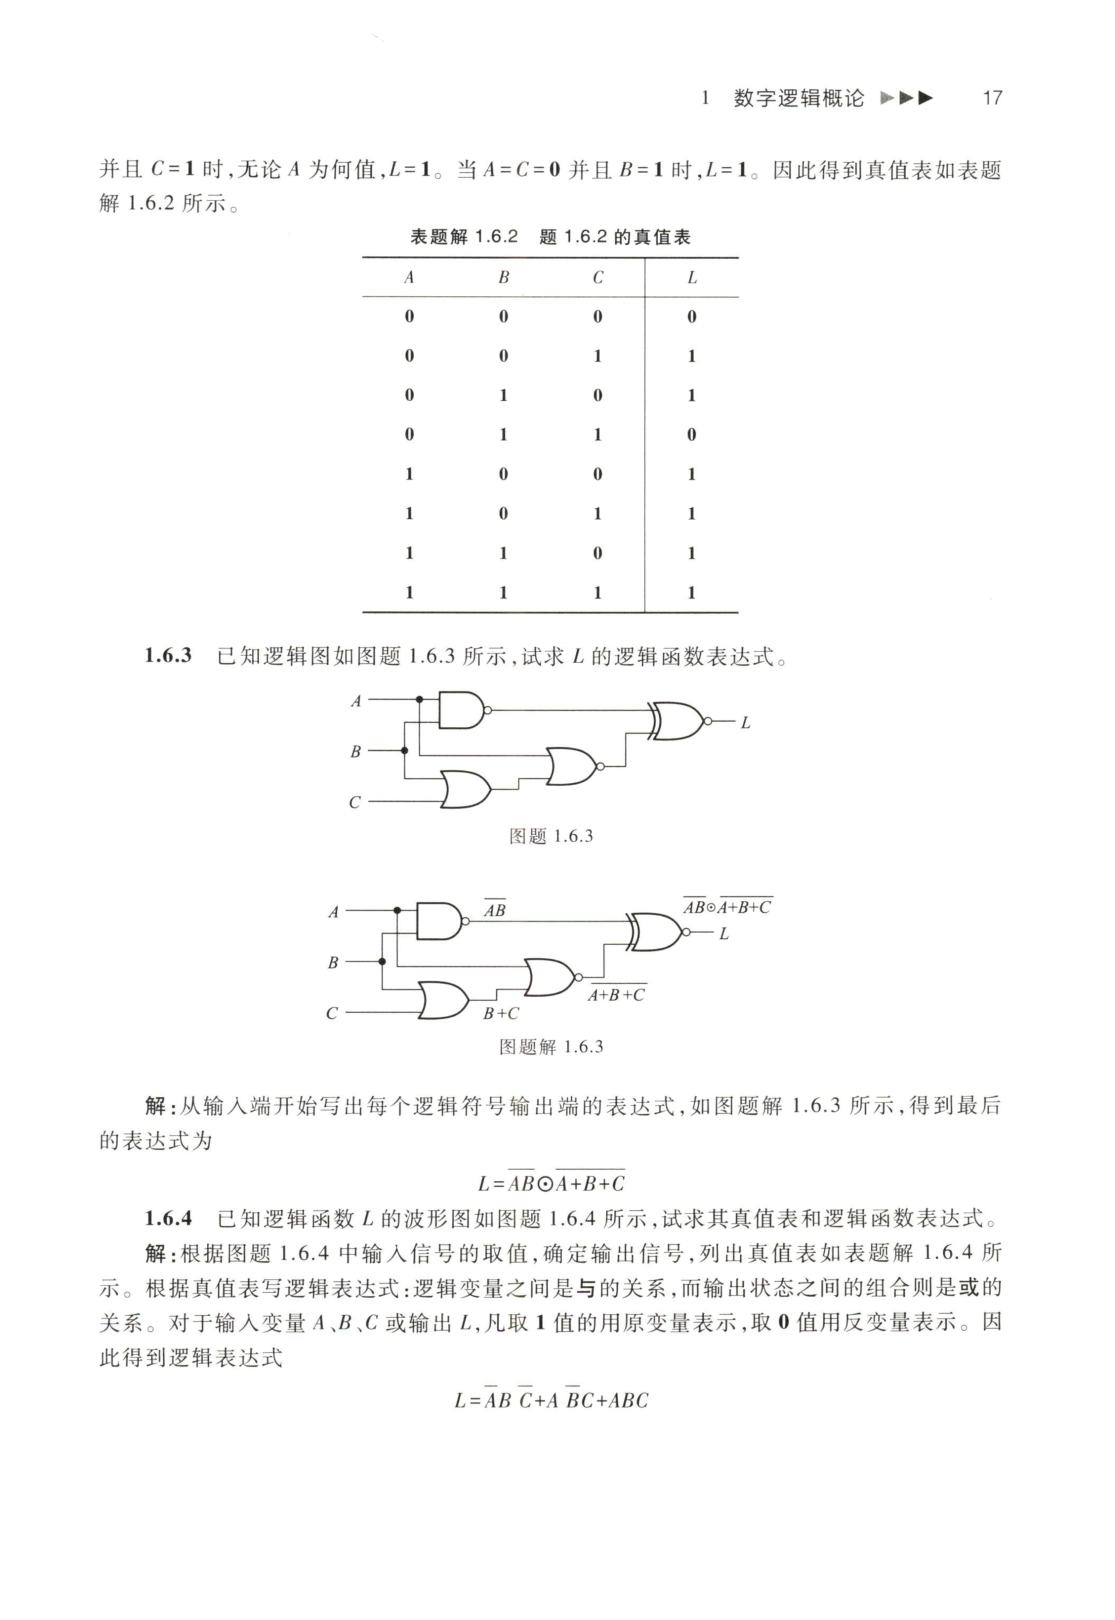 1 数字逻辑概论 ▶▶▶ 17
并且 C=1 时,无论 A 为何值,L=1。当 A=C=0 并且 B=1 时,L=1。因此得到真值表如表题
解 1.6.2 所示。
表题解 1.6.2 题 1.6.2 的真值表
A B C L
0 0 0 0
0 0 1 1
0 1 0 1
0 1 1 0
1 0 0 1
1 0 1 1
1 1 0 1
1 1 1 1
1.6.3 已知逻辑图如图题 1.6.3 所示,试求 L 的逻辑函数表达式。
A
L
B
C
图题 1.6.3
A
A̅B̅
A̅B̅⊙A̅+̅B̅+̅C̅
L
B
A̅+̅B̅+̅C̅
C
B+C
图题解 1.6.3
解:从输入端开始写出每个逻辑符号输出端的表达式,如图题解 1.6.3 所示,得到最后
的表达式为
L=A̅B̅⊙A̅+̅B̅+̅C̅
1.6.4 已知逻辑函数 L 的波形图如图题 1.6.4 所示,试求其真值表和逻辑函数表达式。
解:根据图题 1.6.4 中输入信号的取值,确定输出信号,列出真值表如表题解 1.6.4 所
示。根据真值表写逻辑表达式:逻辑变量之间是与的关系,而输出状态之间的组合则是或的
关系。对于输入变量 A、B、C 或输出 L,凡取 1 值的用原变量表示,取 0 值用反变量表示。因
此得到逻辑表达式
L=A̅B C̅+A B̅C+ABC